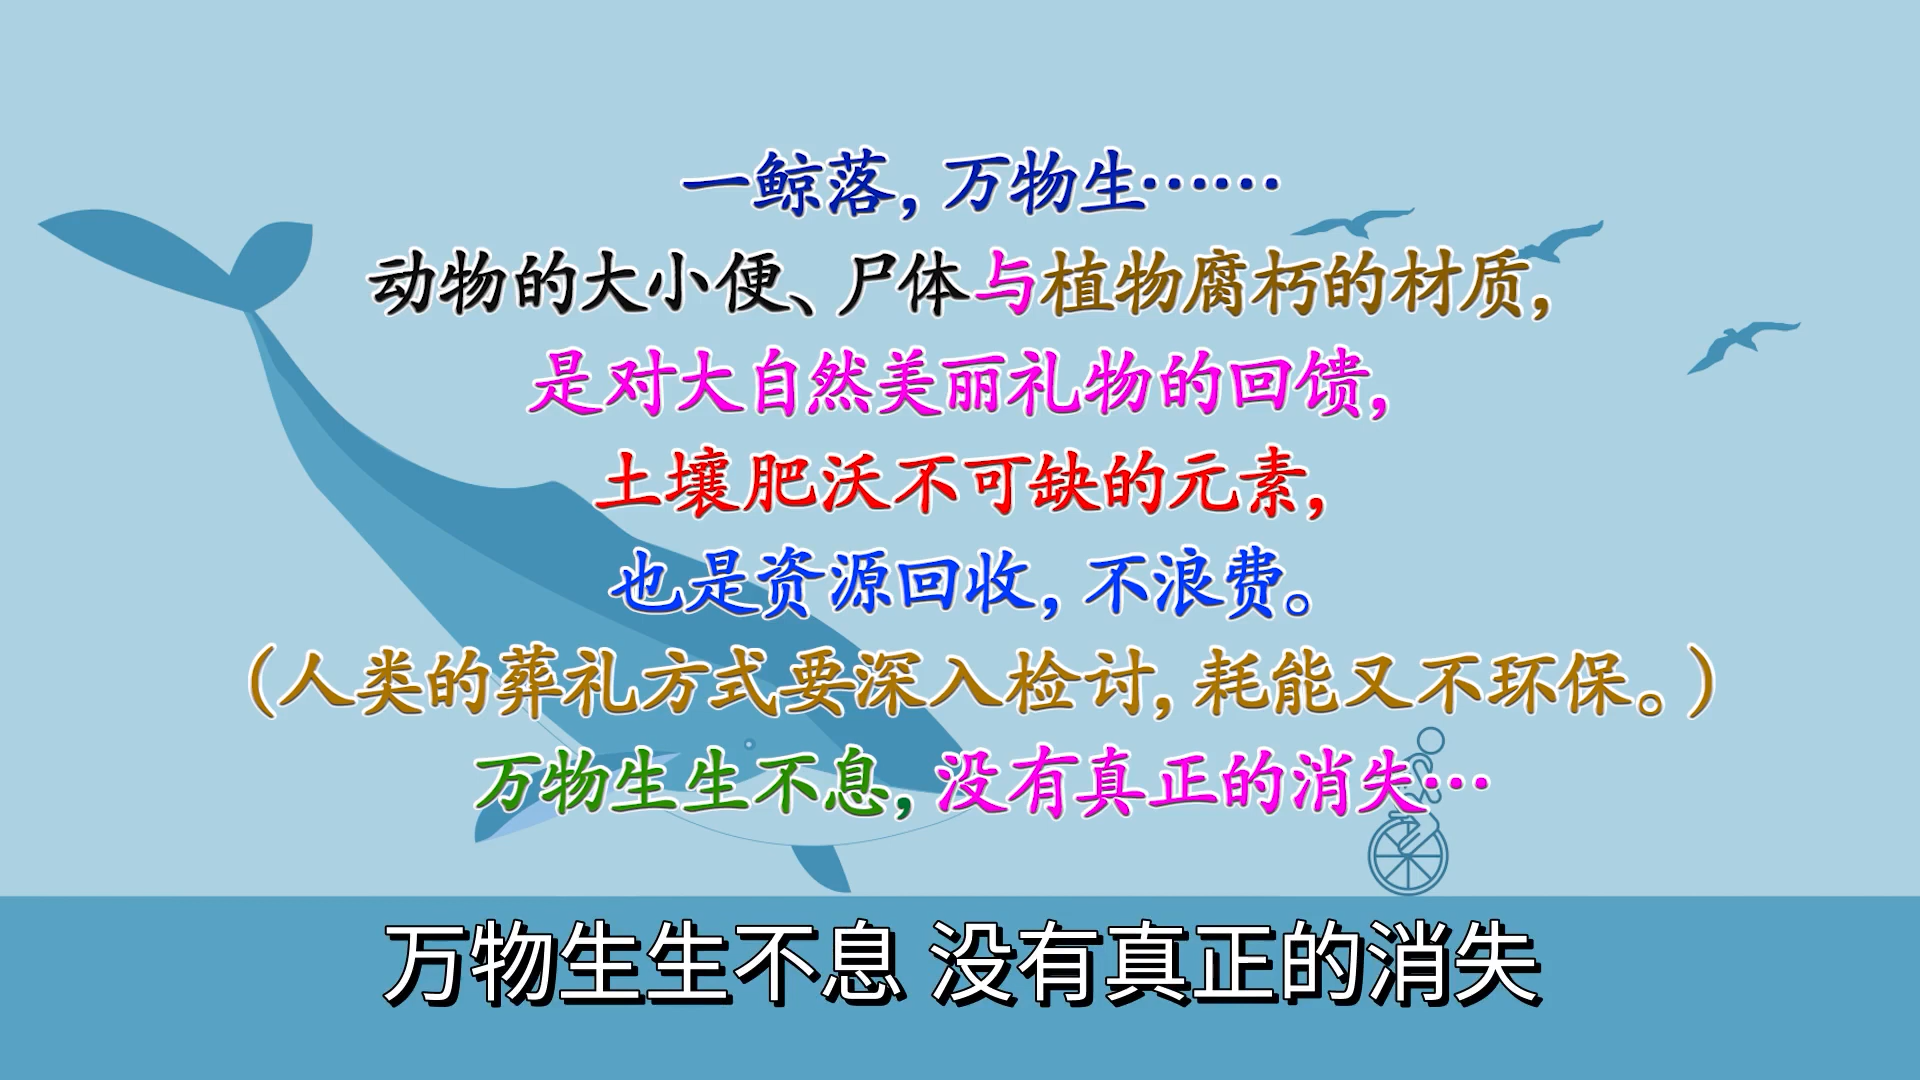 一鲸落，万物生……
动物的大小便、尸体与植物腐朽的材质，
是对大自然美丽礼物的回馈，
土壤肥沃不可缺的元素，
也是资源回收，不浪费。
（人类的葬礼方式要深入检讨，耗能又不环保。）
万物生生不息，没有真正的消失…
万物生生不息 没有真正的消失